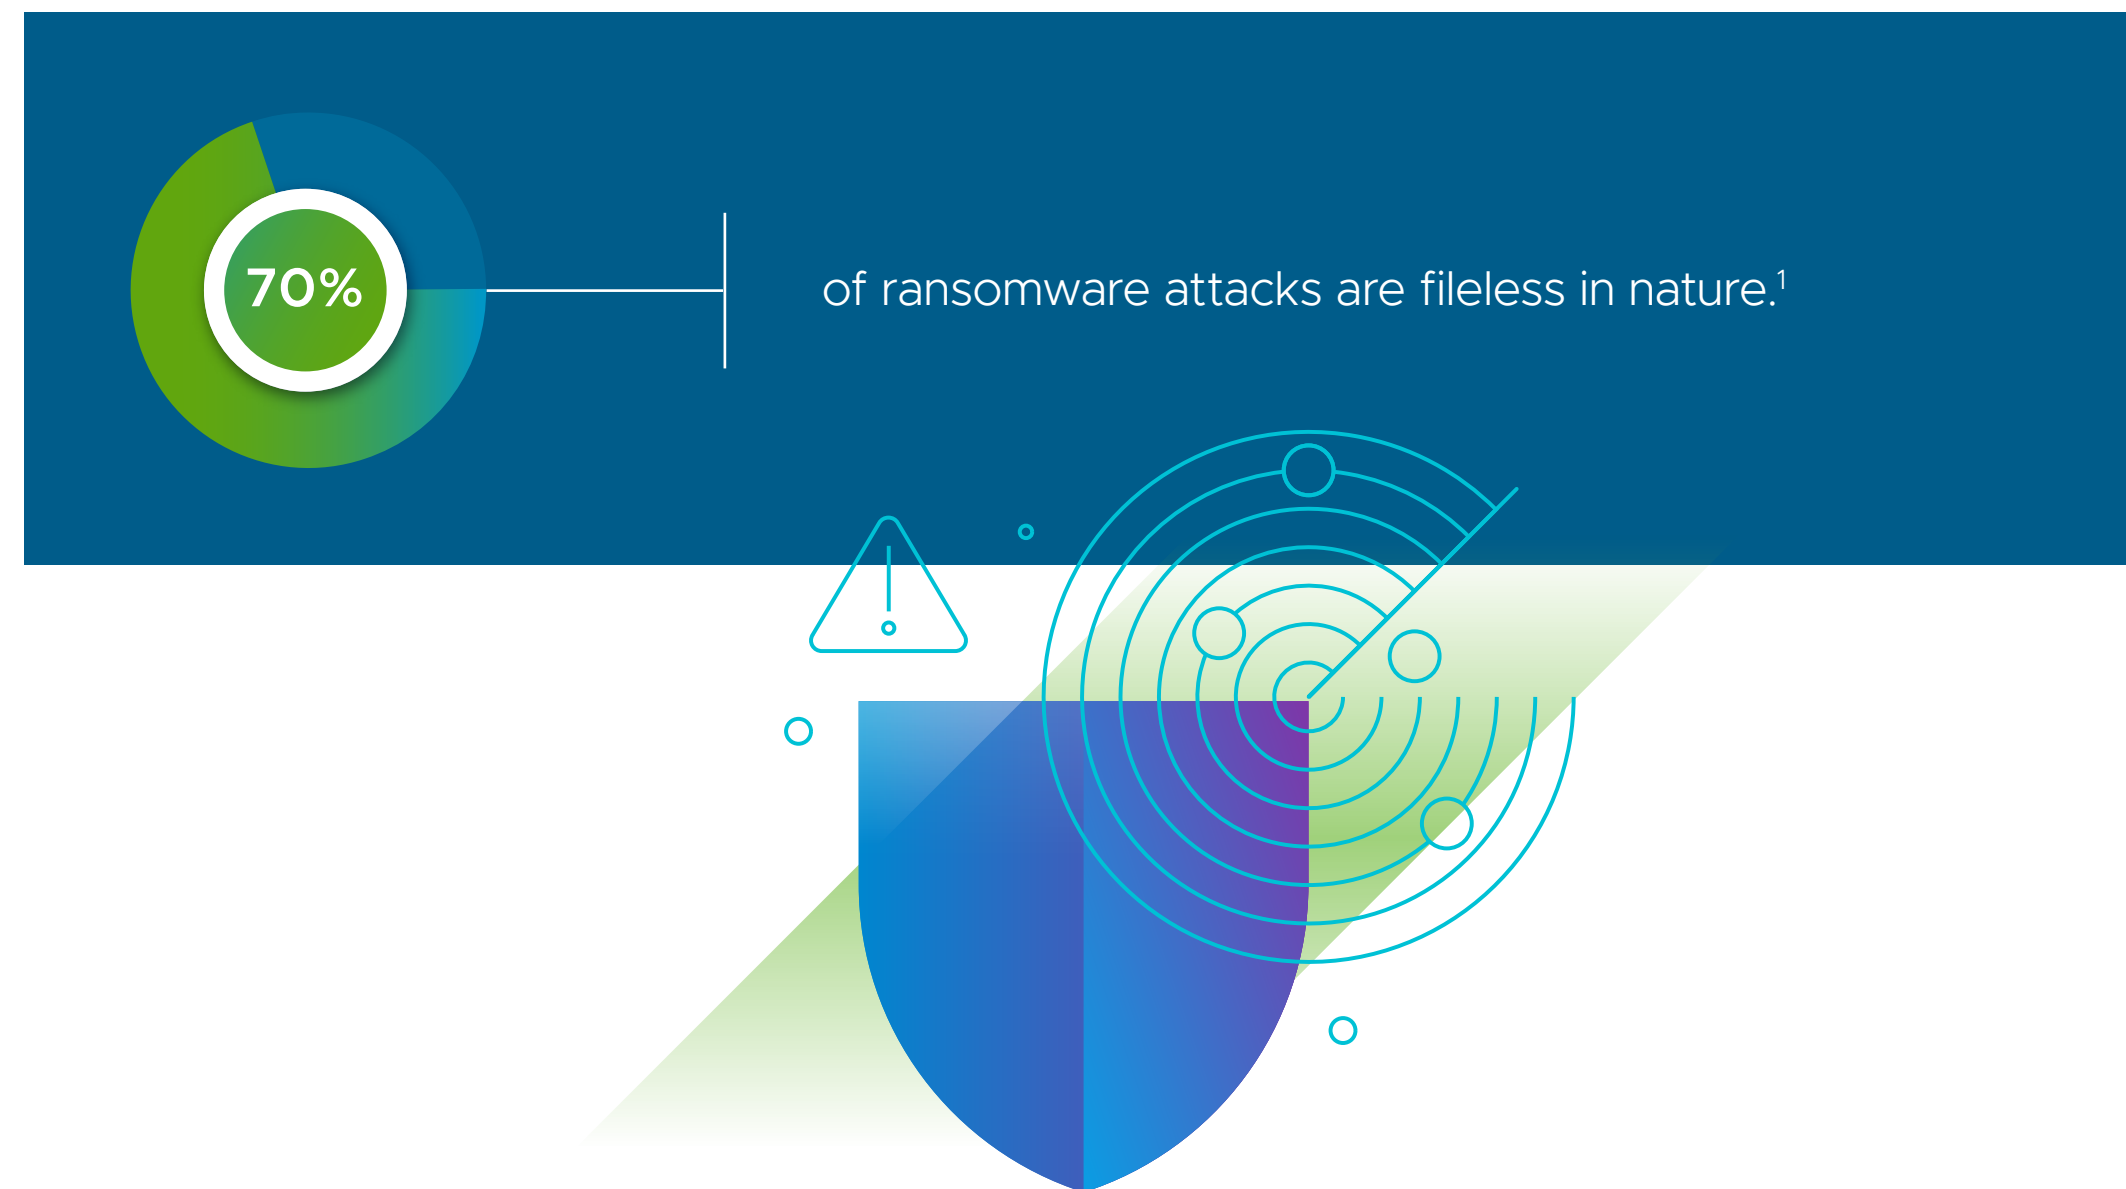 70%
of ransomware attacks are fileless in nature.¹